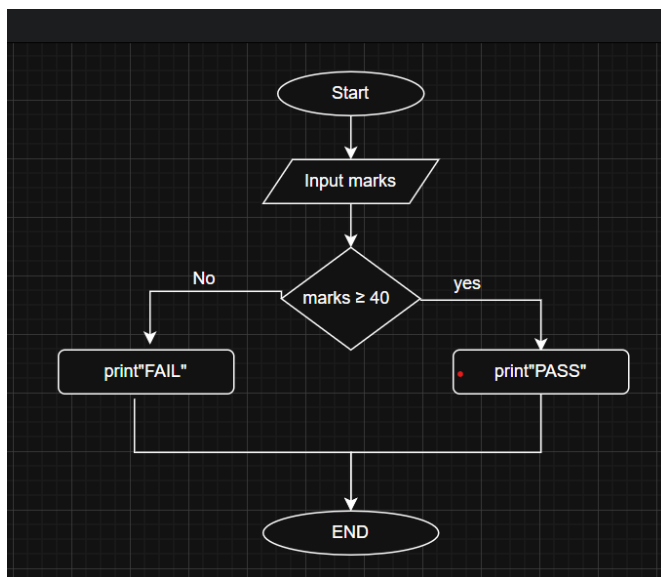 Start
Input marks
No
marks ≥ 40
yes
print"FAIL"
print"PASS"
END